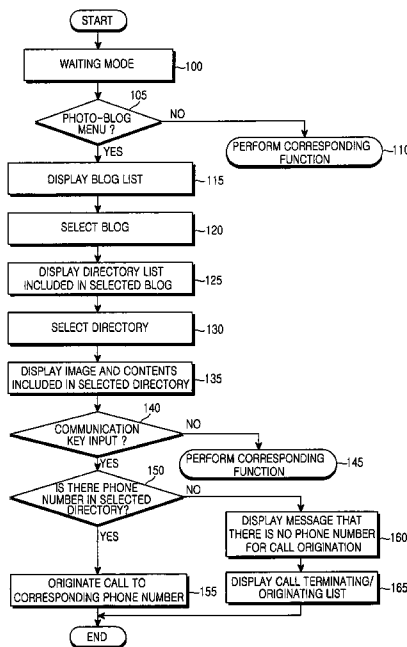 START
WAITING MODE
100
105
PHOTO-BLOG
MENU ?
NO
YES
PERFORM CORRESPONDING
FUNCTION
110
DISPLAY BLOG LIST
115
SELECT BLOG
120
DISPLAY DIRECTORY LIST
INCLUDED IN SELECTED BLOG
125
SELECT DIRECTORY
130
DISPLAY IMAGE AND CONTENTS
INCLUDED IN SELECTED DIRECTORY
135
140
COMMUNICATION
KEY INPUT ?
NO
YES
PERFORM CORRESPONDING
FUNCTION
145
150
IS THERE PHONE
NUMBER IN SELECTED
DIRECTORY?
NO
YES
DISPLAY MESSAGE THAT
THERE IS NO PHONE NUMBER
FOR CALL ORIGINATION
160
ORIGINATE CALL TO
CORRESPONDING PHONE NUMBER
155
DISPLAY CALL TERMINATING/
ORIGINATING LIST
165
END